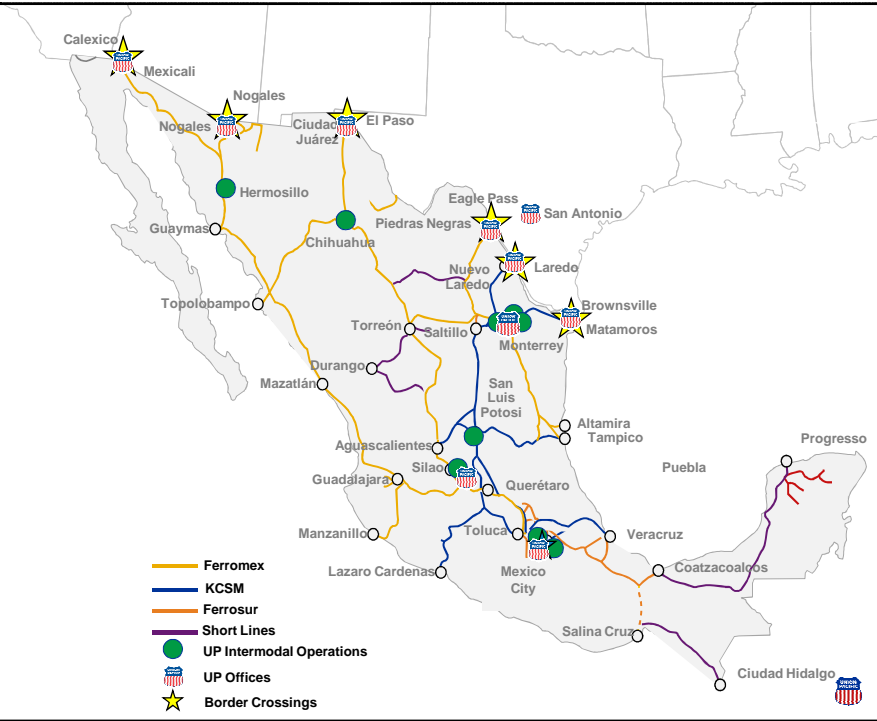 Calexico
Mexicali
Nogales
Nogales
Ciudad
Juárez
El Paso
Hermosillo
Guaymas
Chihuahua
Eagle Pass
San Antonio
Piedras Negras
Nuevo
Laredo
Laredo
Topolobampo
Brownsville
Matamoros
Torreón
Saltillo
Monterrey
Durango
Mazatlán
San
Luis
Potosi
Altamira
Tampico
Aguascalientes
Silao
Puebla
Progresso
Guadalajara
Querétaro
Manzanillo
Toluca
Veracruz
Lazaro Cardenas
Mexico
City
Coatzacoalcos
Salina Cruz
Ciudad Hidalgo
Ferromex
KCSM
Ferrosur
Short Lines
UP Intermodal Operations
UP Offices
Border Crossings
UNION
PACIFIC